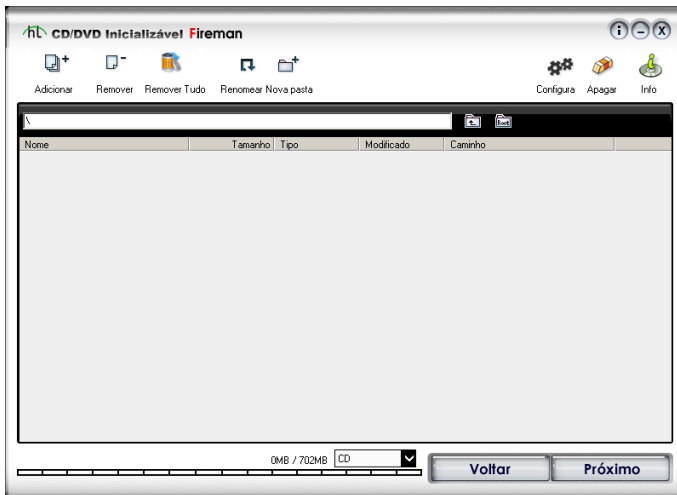 ht CD/DVD Inicializável Fireman
Adicionar Remover Remover Tudo Renomear Nova pasta Configura Apagar Info
\
Nome Tamanho Tipo Modificado Caminho
0MB / 702MB CD
Voltar Próximo